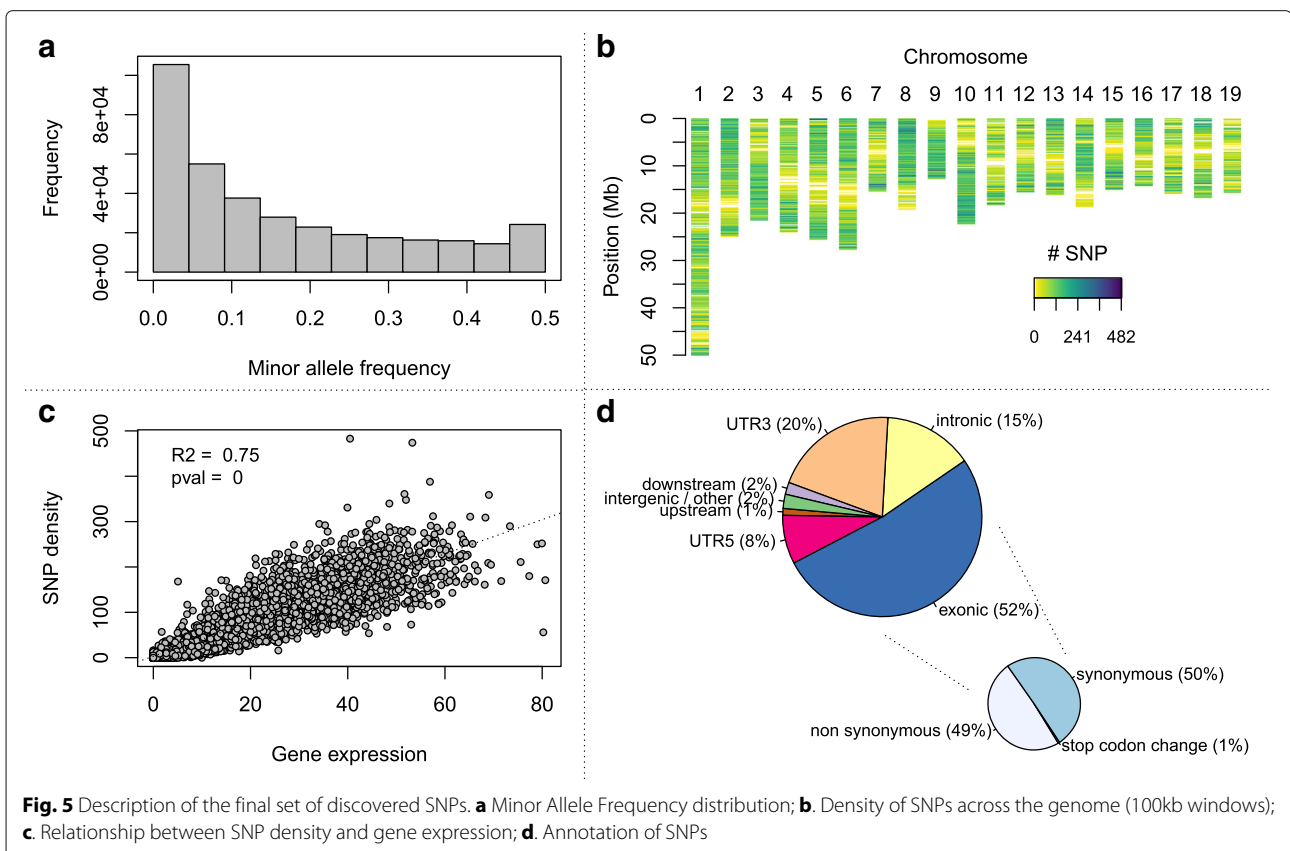 a
Frequency
0e+00 4e+04 8e+04
0.0 0.1 0.2 0.3 0.4 0.5
Minor allele frequency
b
Chromosome
1 2 3 4 5 6 7 8 9 10 11 12 13 14 15 16 17 18 19
Position (Mb)
0
10
20
30
40
50
# SNP
0 241 482
c
SNP density
500
300
100
0
R2 = 0.75
pval = 0
0 20 40 60 80
Gene expression
d
UTR3 (20%)
intronic (15%)
downstream (2%)
intergenic / other (2%)
upstream (1%)
UTR5 (8%)
exonic (52%)
synonymous (50%)
non synonymous (49%)
stop codon change (1%)
Fig. 5 Description of the final set of discovered SNPs. a Minor Allele Frequency distribution; b. Density of SNPs across the genome (100kb windows);
c. Relationship between SNP density and gene expression; d. Annotation of SNPs